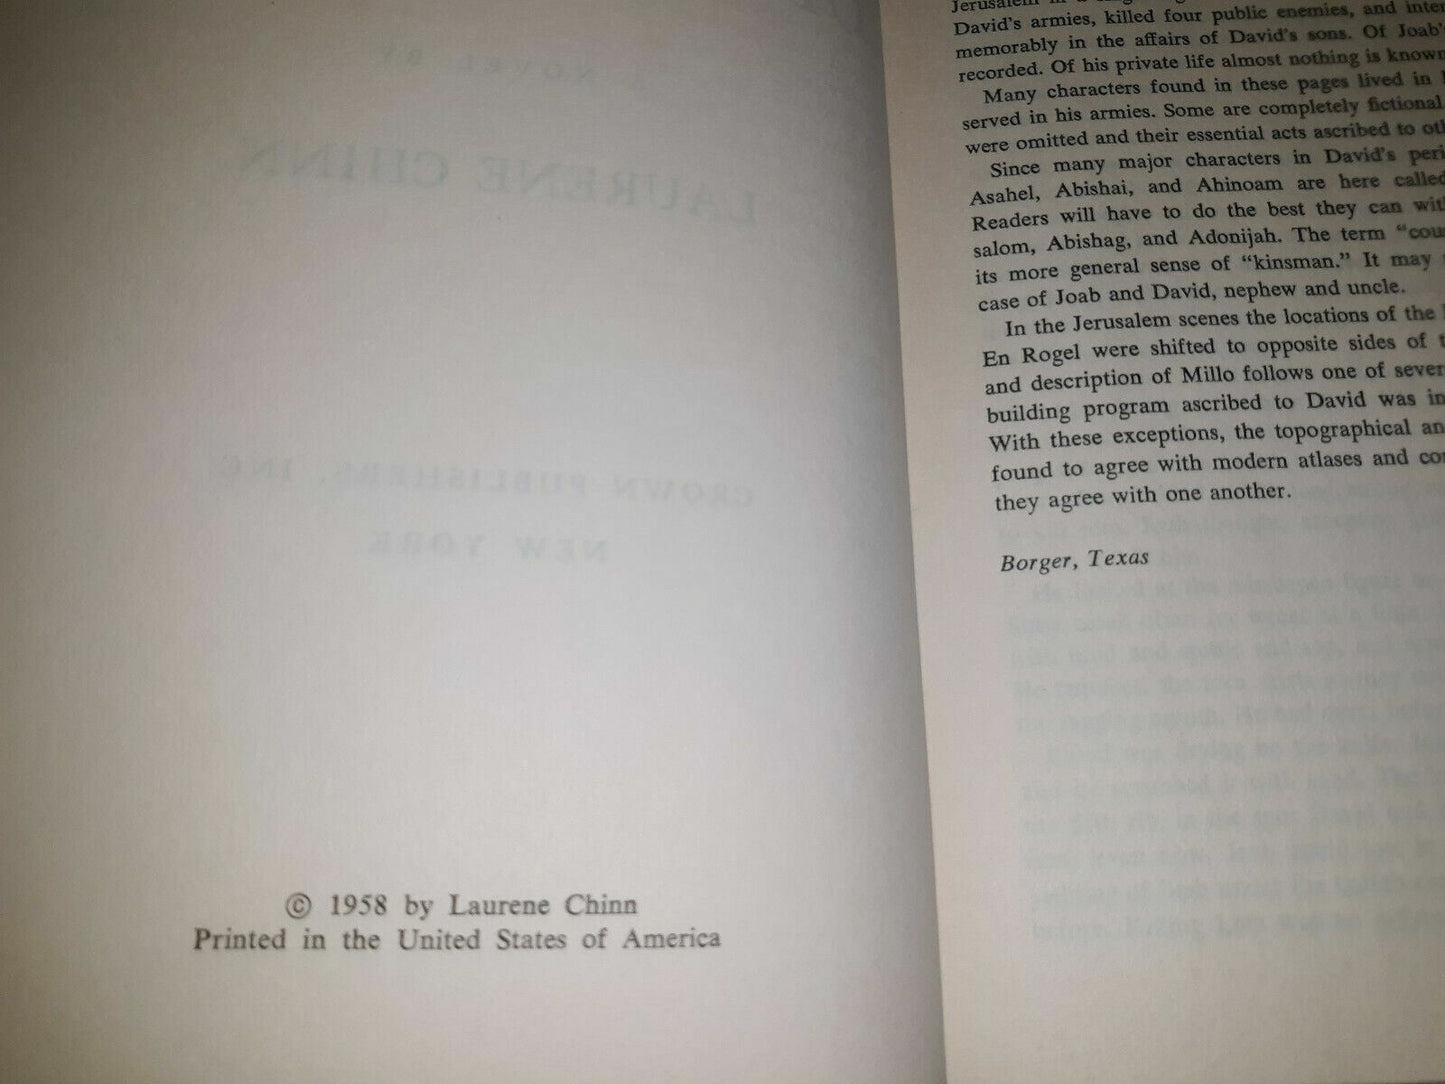 © 1958 by Laurene Chinn
Printed in the United States of America
Jerusalem in a
David's armies, killed four public enemies, and
memorably in the affairs of David's sons. Of Joab's
recorded. Of his private life almost nothing is known
Many characters found in these pages lived in
served in his armies. Some are completely fictional.
were omitted and their essential acts ascribed to
Since many major characters in David's
Asahel, Abishai, and Ahinoam are here called
Readers will have to do the best they can
salom, Abishag, and Adonijah. The term
its more general sense of "kinsman." It may
case of Joab and David, nephew and uncle.
In the Jerusalem scenes the locations of the
En Rogel were shifted to opposite sides of
and description of Millo follows one of
building program ascribed to David was
With these exceptions, the topographical
found to agree with modern atlases and
they agree with one another.
Borger, Texas